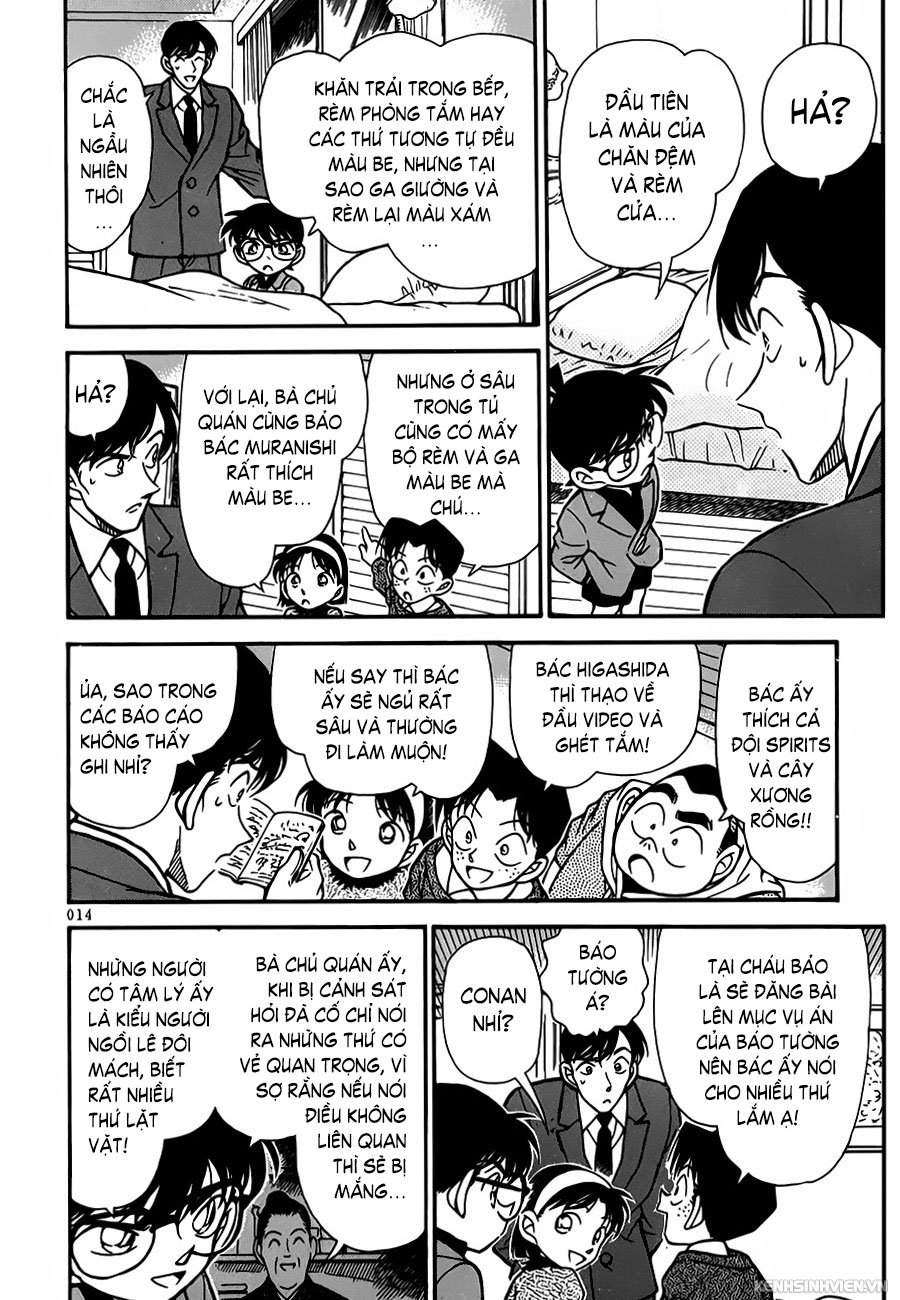 HẢ?
ĐẦU TIÊN
LÀ MÀU CỦA
CHĂN ĐỆM
VÀ RÈM
CỬA...
KHĂN TRẢI TRONG BẾP,
RÈM PHÒNG TẮM HAY
CÁC THỨ TƯƠNG TỰ ĐỀU
MÀU BE, NHƯNG TẠI
SAO GA GIƯỜNG VÀ
RÈM LẠI MÀU XÁM
...
CHẮC
LÀ
NGẪU
NHIÊN
THÔI
...
NHƯNG Ở SÂU
TRONG TỦ
CŨNG CÓ MẤY
BỘ RÈM VÀ GA
MÀU BE MÀ
CHÚ...
VỚI LẠI, BÀ CHỦ
QUÁN CŨNG BẢO
BÁC MURANISHI
RẤT THÍCH
MÀU BE...
HẢ?
BÁC ẤY
THÍCH CẢ
ĐỘI SPIRITS
VÀ CÂY
XƯƠNG
RỒNG!!
BÁC HIGASHIDA
THÌ THẠO VỀ
ĐẦU VIDEO VÀ
GHÉT TẮM!
NẾU SAY THÌ BÁC
ẤY SẼ NGỦ RẤT
SÂU VÀ THƯỜNG
ĐI LÀM MUỘN!
ỦA, SAO TRONG
CÁC BÁO CÁO
KHÔNG THẤY
GHI NHỈ?
014
TẠI CHÁU BẢO
LÀ SẼ ĐĂNG BÀI
LÊN MỤC VỤ ÁN
CỦA BÁO TƯỜNG
NÊN BÁC ẤY NÓI
CHO NHIỀU THỨ
LẮM Ạ!
BÁO
TƯỜNG
Á?
CONAN
NHỈ?
BÀ CHỦ QUÁN ẤY,
KHI BỊ CẢNH SÁT
HỎI ĐÃ CỐ CHỈ NÓI
RA NHỮNG THỨ CÓ
VẺ QUAN TRỌNG, VÌ
SỢ RẰNG NẾU NÓI
ĐIỀU KHÔNG
LIÊN QUAN
THÌ SẼ BỊ
MẮNG...
NHỮNG NGƯỜI
CÓ TÂM LÝ ẤY
LÀ KIỂU NGƯỜI
NGỒI LÊ ĐÔI
MÁCH, BIẾT
RẤT NHIỀU
THỨ LẶT
VẶT!
KENHSINHVIEN.VN